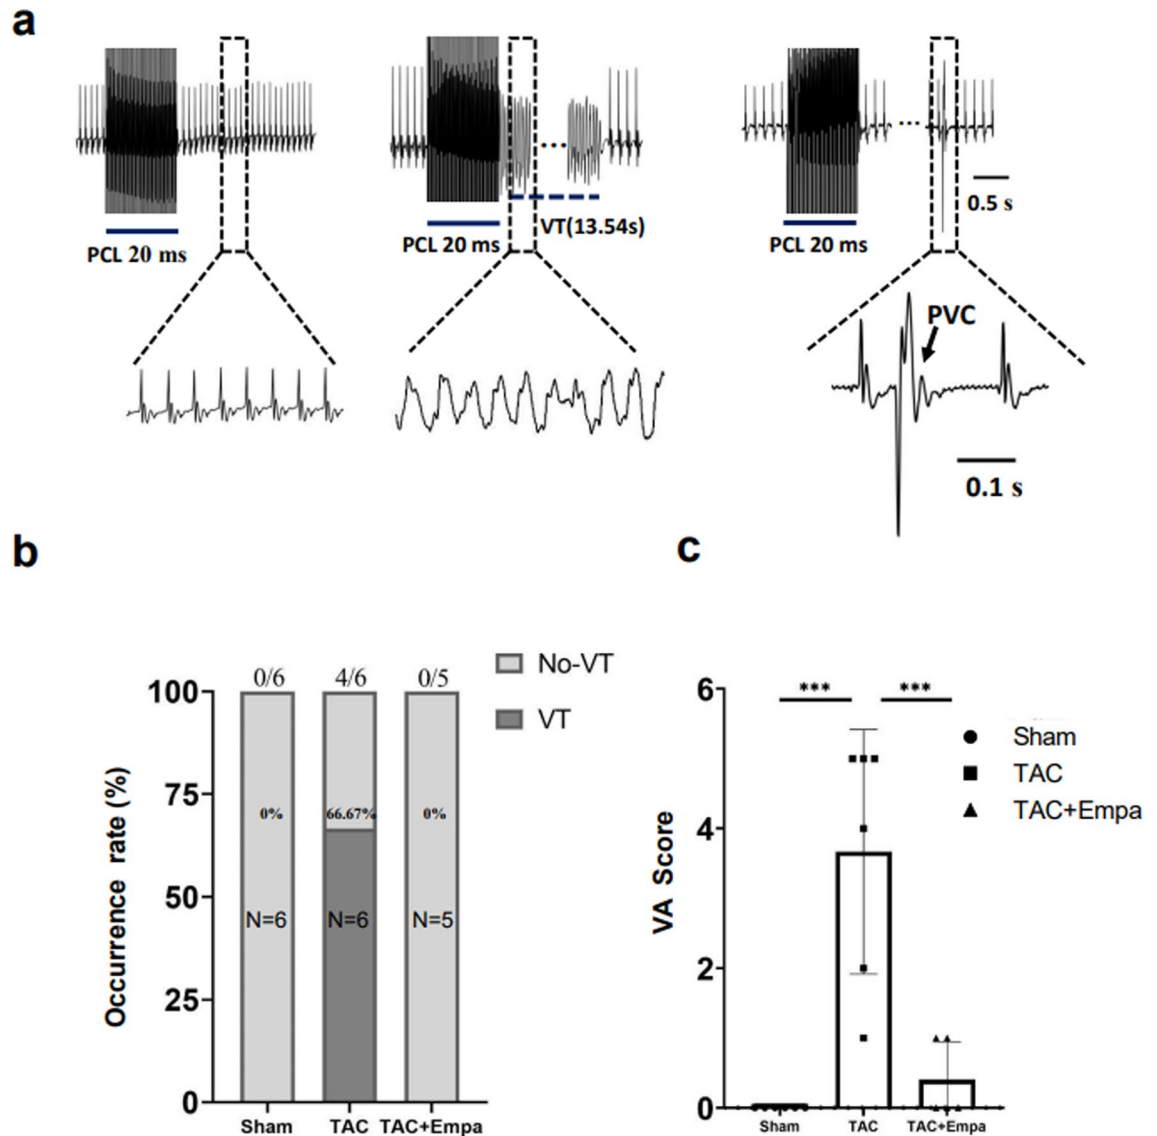 a
PCL 20 ms
PCL 20 ms
VT(13.54s)
PCL 20 ms
0.5 s
PVC
0.1 s
b
Occurrence rate (%)
100
75
50
25
0
0/6
4/6
0/5
0%
66.67%
0%
N=6
N=6
N=5
Sham
TAC
TAC+Empa
No-VT
VT
c
VA Score
6
4
2
0
***
***
Sham
TAC
TAC+Empa
Sham
TAC
TAC+Empa